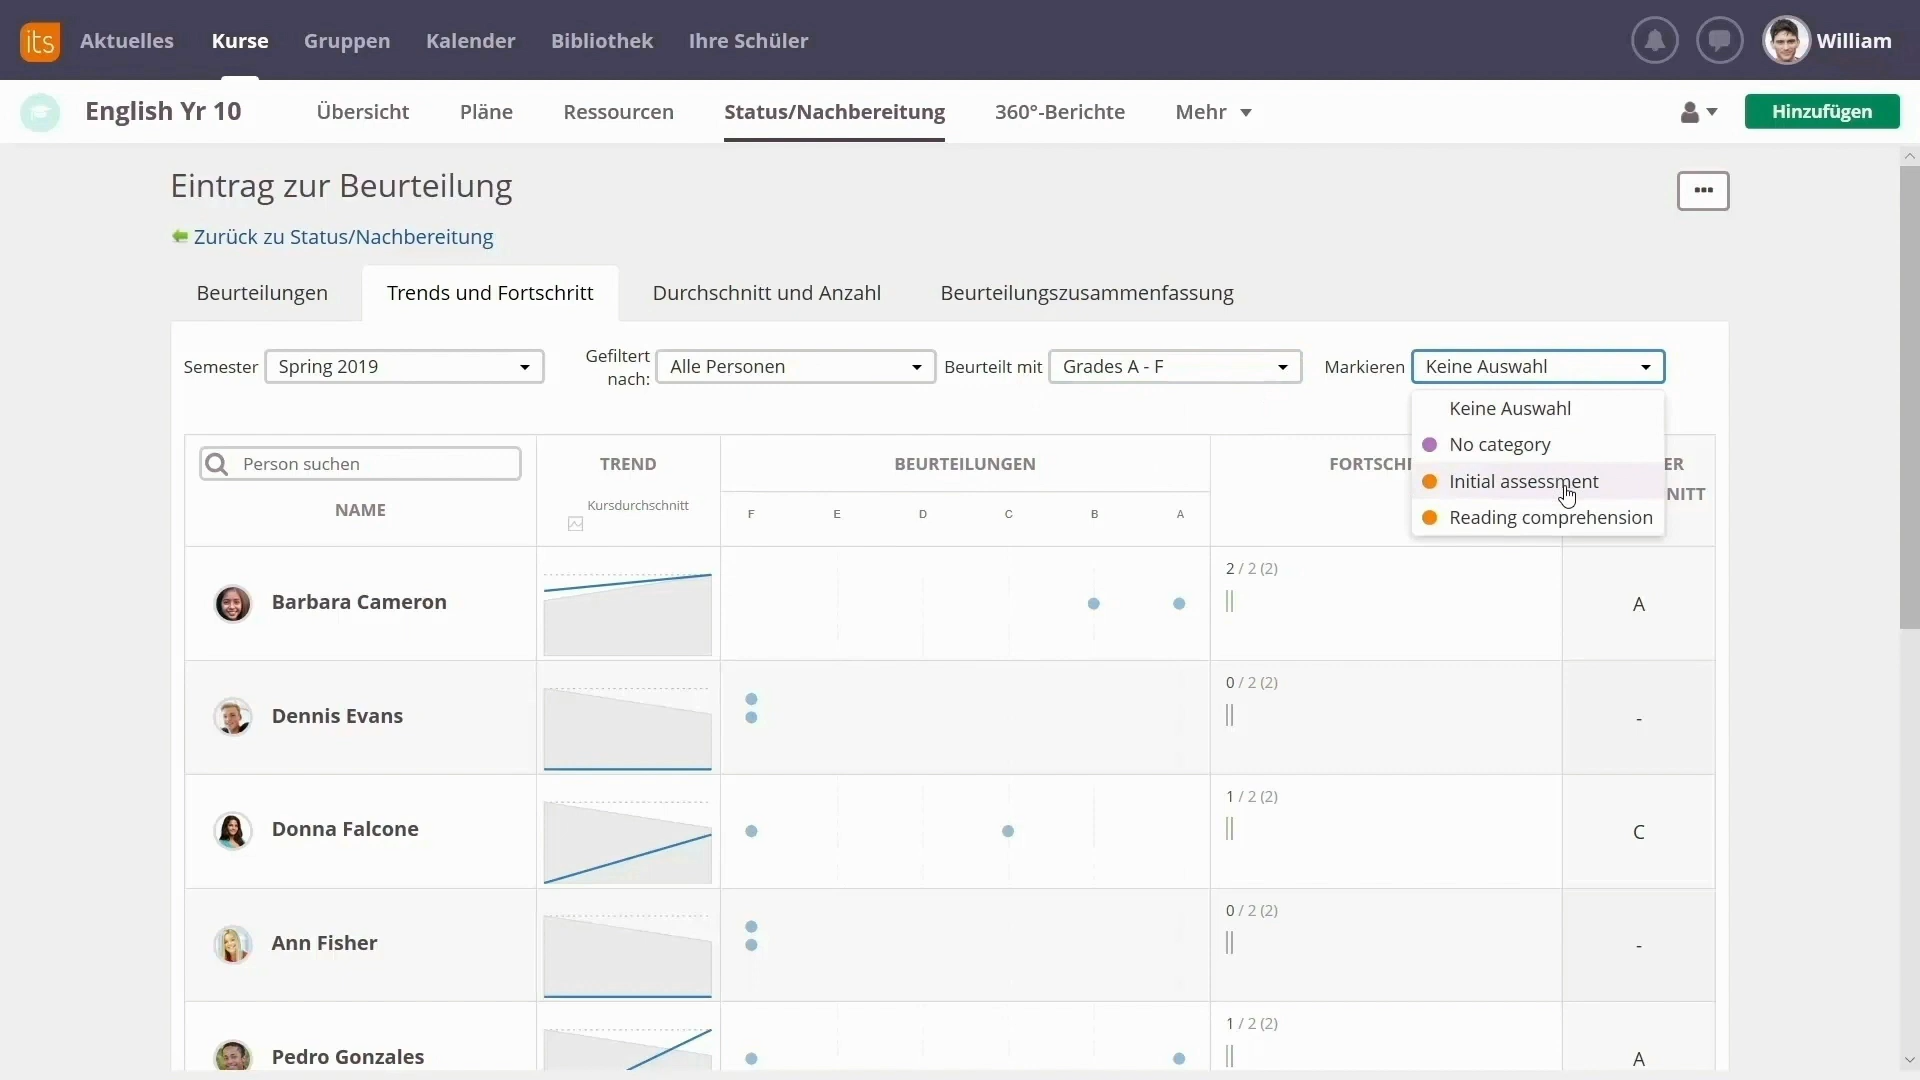 its Aktuelles Kurse Gruppen Kalender Bibliothek Ihre Schüler William
English Yr 10 Übersicht Pläne Ressourcen Status/Nachbereitung 360°-Berichte Mehr Hinzufügen
Eintrag zur Beurteilung
Zurück zu Status/Nachbereitung
Beurteilungen Trends und Fortschritt Durchschnitt und Anzahl Beurteilungszusammenfassung
Semester Spring 2019 Gefiltert nach: Alle Personen Beurteilt mit Grades A - F Markieren Keine Auswahl
Keine Auswahl
No category
Initial assessment
Reading comprehension
Person suchen TREND BEURTEILUNGEN FORTSCH ER
NITT
NAME Kursdurchschnitt F E D C B A
2 / 2 (2)
Barbara Cameron A
0 / 2 (2)
Dennis Evans -
1 / 2 (2)
Donna Falcone C
0 / 2 (2)
Ann Fisher -
1 / 2 (2)
Pedro Gonzales A